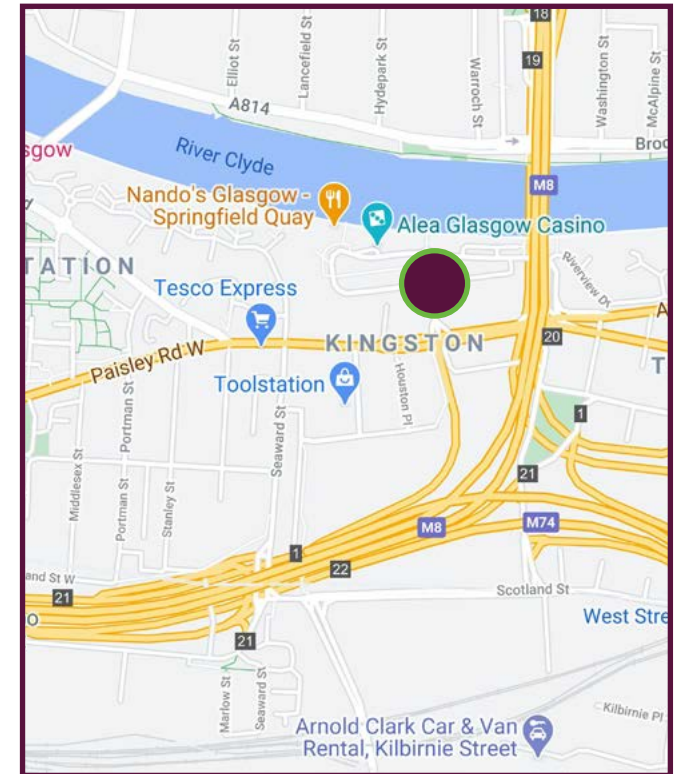 18
19
Elliot St
Lancefield St
Hydepark St
Warroch St
Washington St
McAlpine St
A814
Broo
sgow
River Clyde
M8
Nando's Glasgow -
Springfield Quay
Alea Glasgow Casino
TATION
Riverview Dr
Tesco Express
A
KINGSTON
20
Paisley Rd W
T
Toolstation
Houston Pl
1
Portman St
Seaward St
Middlesex St
21
Portman St
Stanley St
M8
M74
1
22
and St W
21
Scotland St
o
West Stre
21
Marlow St
Seaward St
Kilbirnie Pl
Arnold Clark Car & Van
Rental, Kilbirnie Street